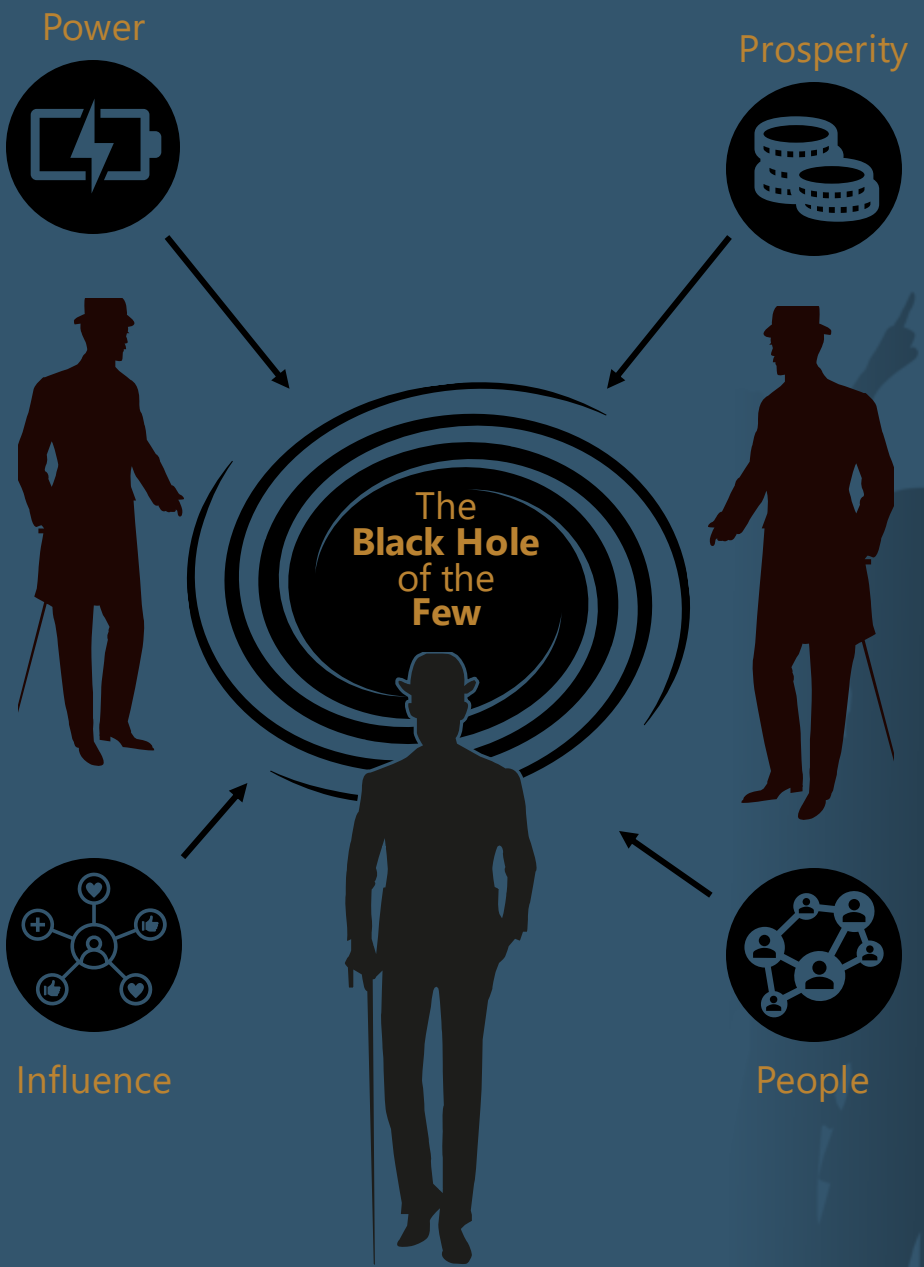 Power
Prosperity
The
Black Hole
of the
Few
Influence
People